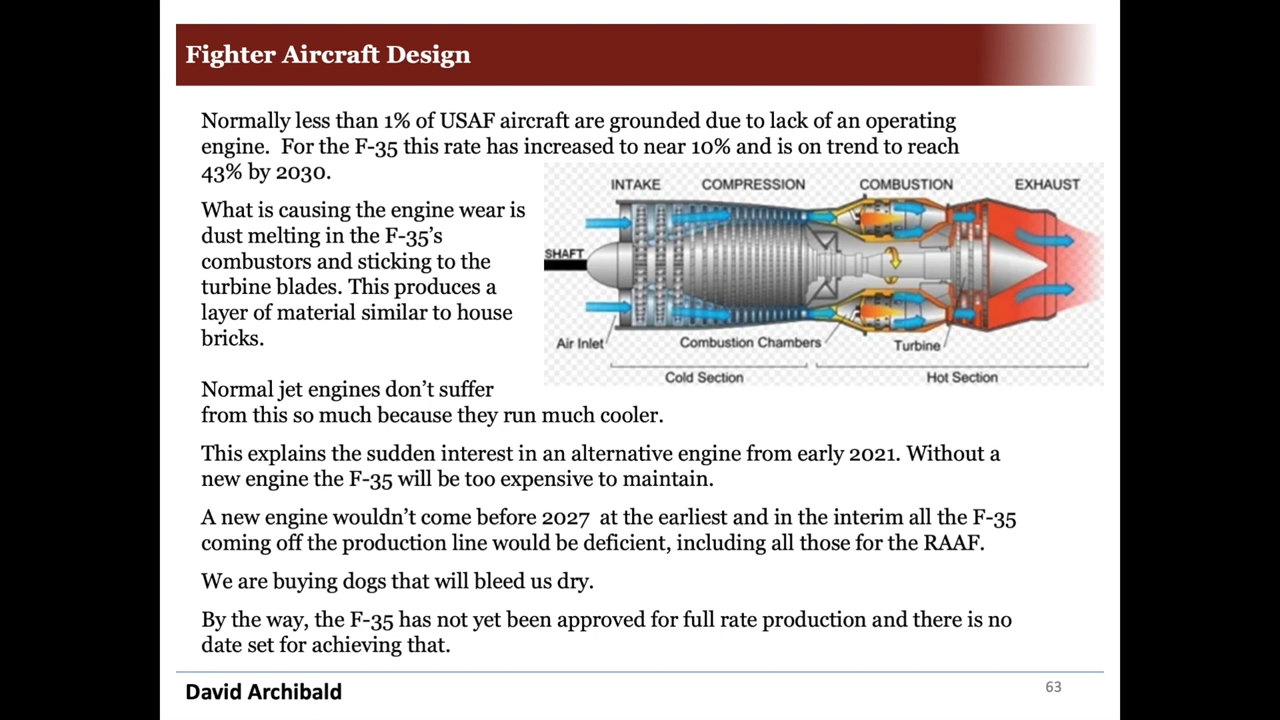 Fighter Aircraft Design
Normally less than 1% of USAF aircraft are grounded due to lack of an operating
engine.  For the F-35 this rate has increased to near 10% and is on trend to reach
43% by 2030.
What is causing the engine wear is
dust melting in the F-35’s
combustors and sticking to the
turbine blades. This produces a
layer of material similar to house
bricks.
INTAKE COMPRESSION COMBUSTION EXHAUST
SHAFT
Air Inlet Combustion Chambers Turbine
Cold Section Hot Section
Normal jet engines don’t suffer
from this so much because they run much cooler.
This explains the sudden interest in an alternative engine from early 2021. Without a
new engine the F-35 will be too expensive to maintain.
A new engine wouldn’t come before 2027  at the earliest and in the interim all the F-35
coming off the production line would be deficient, including all those for the RAAF.
We are buying dogs that will bleed us dry.
By the way, the F-35 has not yet been approved for full rate production and there is no
date set for achieving that.
David Archibald 63